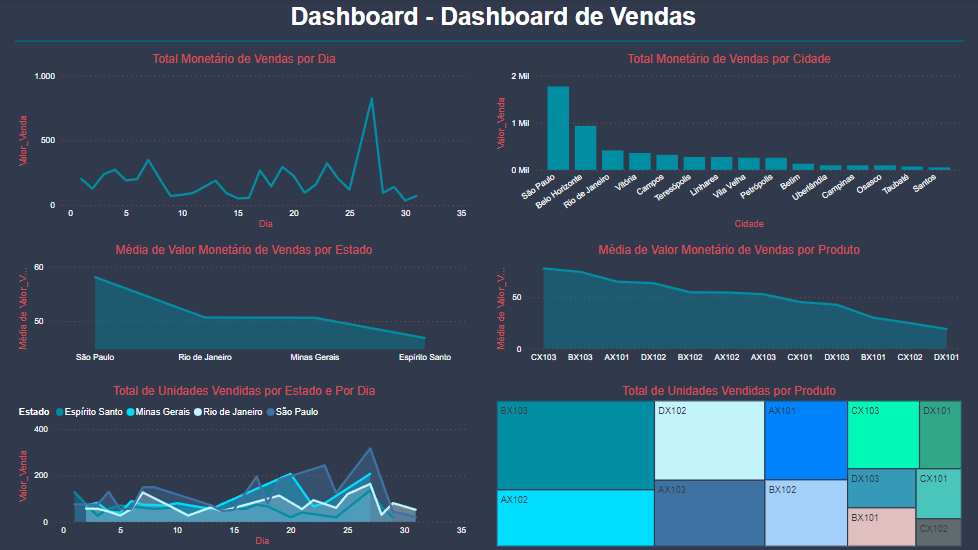 Dashboard - Dashboard de Vendas
Total Monetário de Vendas por Dia
Valor_Venda
1.000
500
0
0 5 10 15 20 25 30 35
Dia
Total Monetário de Vendas por Cidade
Valor_Venda
2 Mil
1 Mil
0 Mil
São Paulo Belo Horizonte Rio de Janeiro Vitória Campos Teresópolis Linhares Vila Velha Petrópolis Belim Uberlândia Campinas Osasco Taubaté Santos
Cidade
Média de Valor Monetário de Vendas por Estado
Média de Valor_V...
60
50
São Paulo Rio de Janeiro Minas Gerais Espírito Santo
Média de Valor Monetário de Vendas por Produto
Média de Valor_V...
50
0
CX103 BX103 AX101 DX102 BX102 AX102 AX103 CX101 DX103 BX101 CX102 DX101
Total de Unidades Vendidas por Estado e Por Dia
Estado Espírito Santo Minas Gerais Rio de Janeiro São Paulo
Valor_Venda
400
200
0
0 5 10 15 20 25 30 35
Dia
Total de Unidades Vendidas por Produto
BX103
AX102
DX102
AX103
AX101
BX102
CX103
DX101
DX103
CX101
BX101
CX102